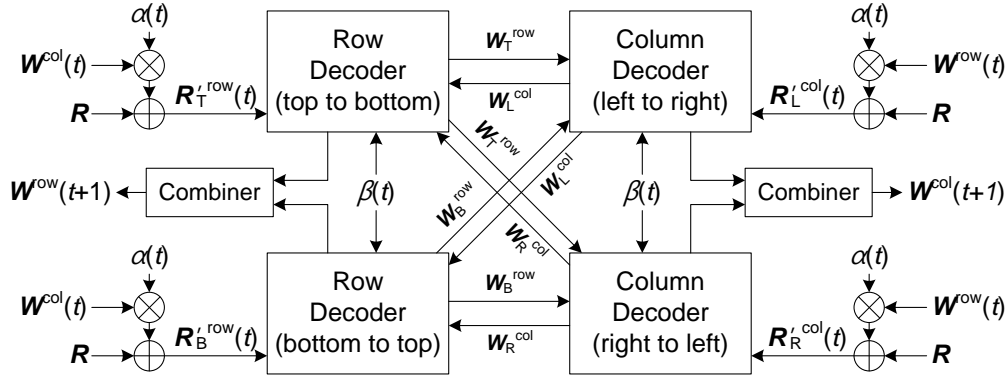 α(t)
W^col(t)
R
R′_T^row(t)
Row
Decoder
(top to bottom)
W_T^row
W_L^col
Column
Decoder
(left to right)
α(t)
W^row(t)
R′_L^col(t)
R
W^row(t+1)
Combiner
β(t)
W_T^row
W_B^row
W_L^col
W_R^col
β(t)
Combiner
W^col(t+1)
α(t)
W^col(t)
R
R′_B^row(t)
Row
Decoder
(bottom to top)
W_B^row
W_R^col
Column
Decoder
(right to left)
α(t)
W^row(t)
R′_R^col(t)
R